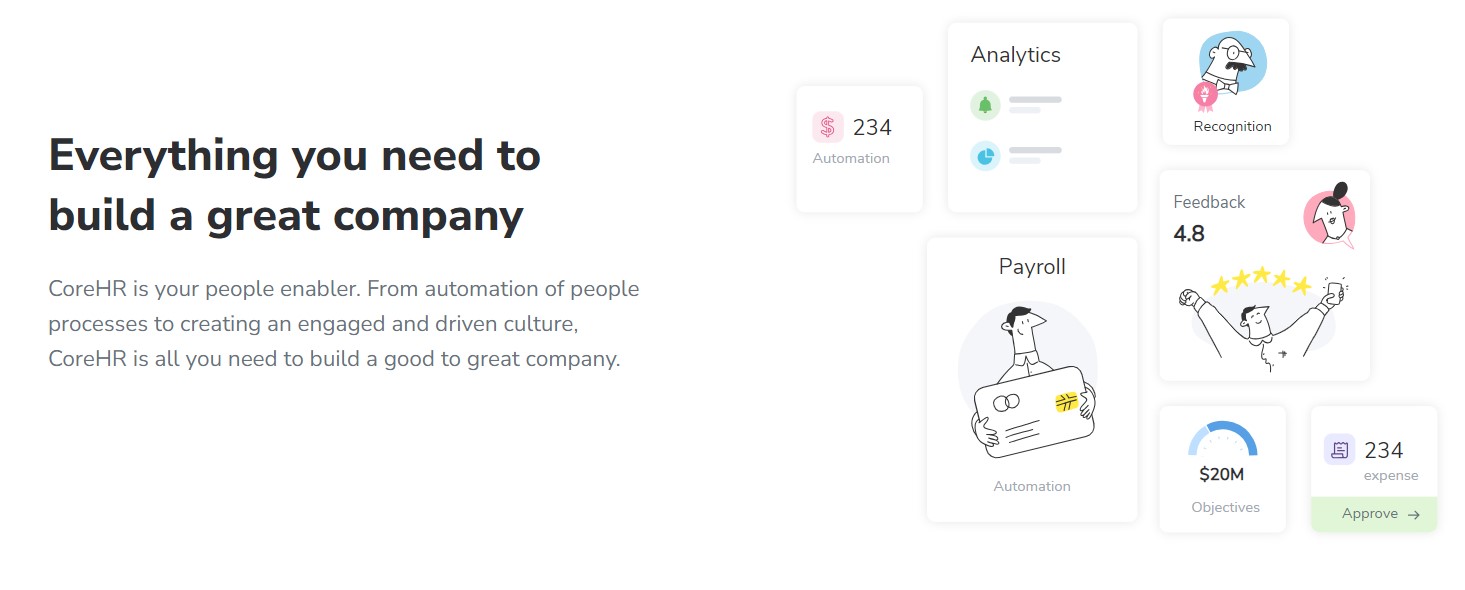 Everything you need to
build a great company
CoreHR is your people enabler. From automation of people
processes to creating an engaged and driven culture,
CoreHR is all you need to build a good to great company.
234
Automation
Analytics
Recognition
Feedback
4.8
Payroll
Automation
$20M
Objectives
234
expense
Approve →